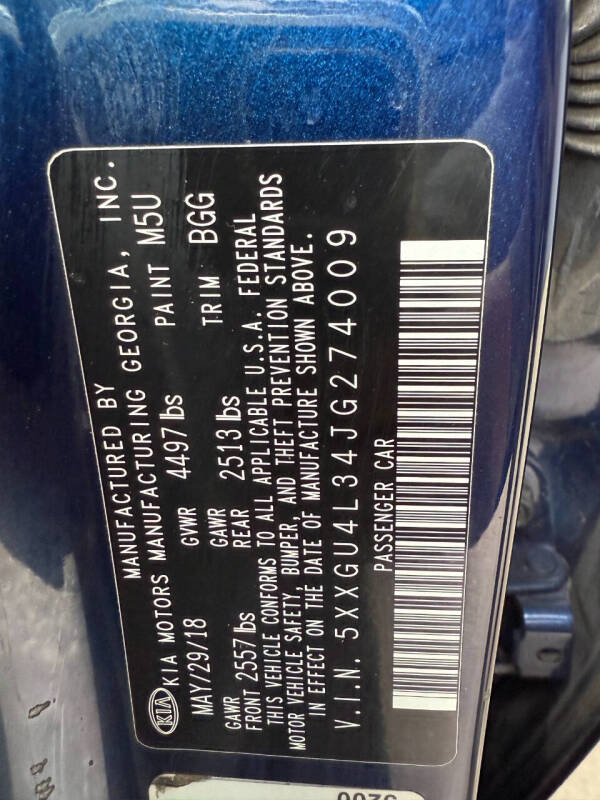 MANUFACTURED BY
KIA KIA MOTORS MANUFACTURING GEORGIA, INC.
MAY/29/18 GVWR 4497 lbs PAINT M5U
GAWR FRONT 2557 lbs GAWR REAR 2513 lbs TRIM BGG
THIS VEHICLE CONFORMS TO ALL APPLICABLE U.S.A. FEDERAL
MOTOR VEHICLE SAFETY, BUMPER, AND THEFT PREVENTION STANDARDS
IN EFFECT ON THE DATE OF MANUFACTURE SHOWN ABOVE.
V.I.N. 5XXGU4L34JG274009
PASSENGER CAR